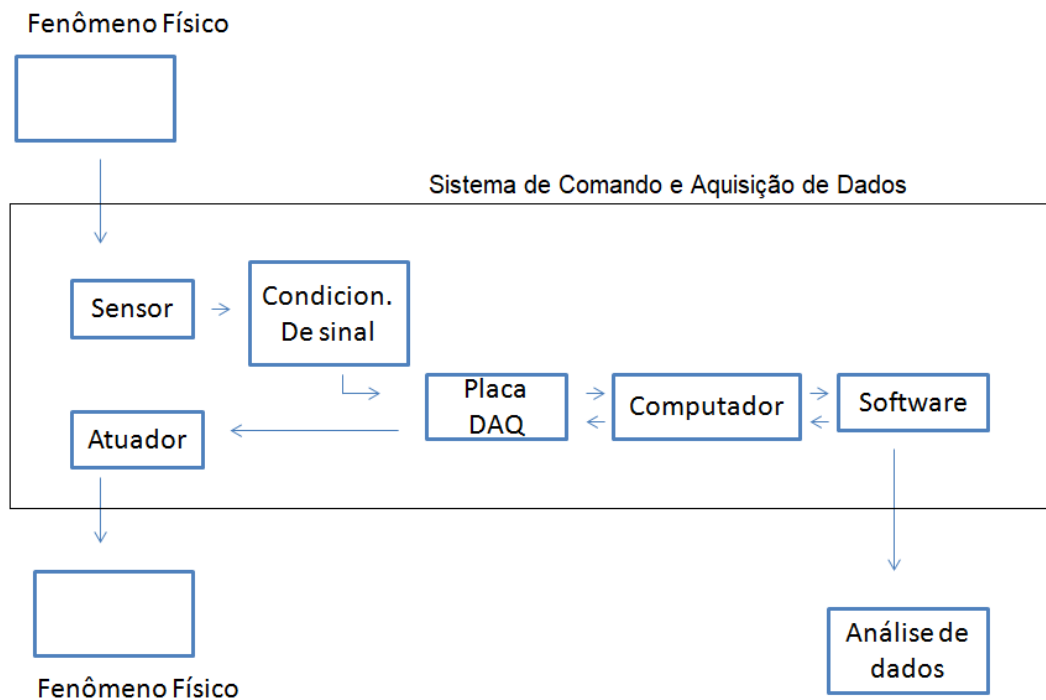 Fenômeno Físico
Sistema de Comando e Aquisição de Dados
Sensor
Condicion.
De sinal
Placa
DAQ
Computador
Software
Atuador
Análise de
dados
Fenômeno Físico